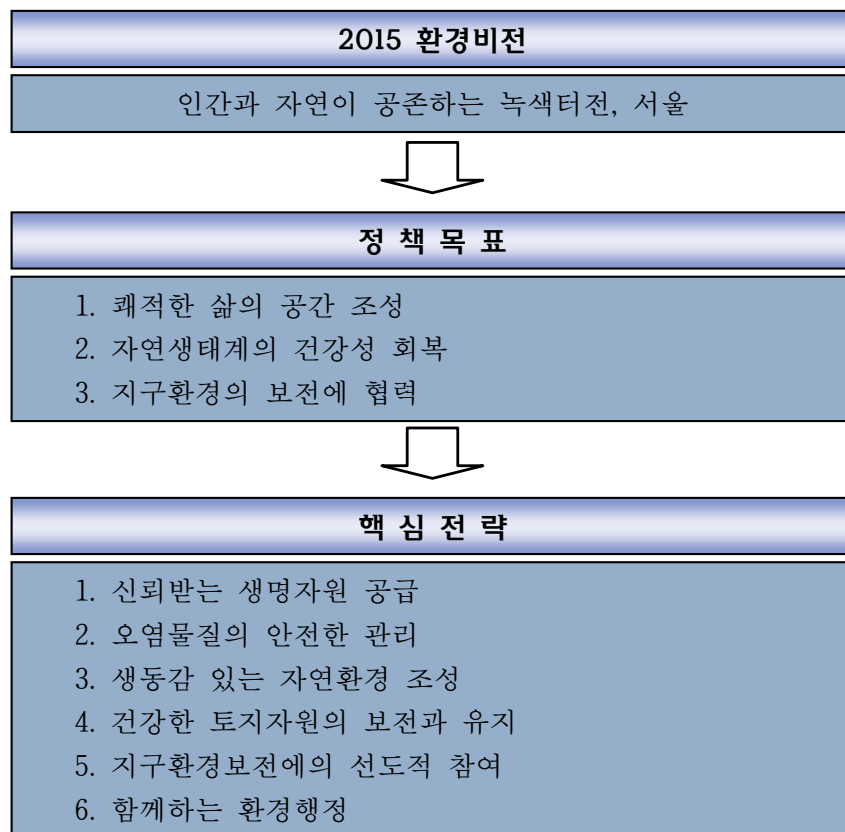 2015 환경비전
인간과 자연이 공존하는 녹색터전, 서울
정 책 목 표
1. 쾌적한 삶의 공간 조성
2. 자연생태계의 건강성 회복
3. 지구환경의 보전에 협력
핵 심 전 략
1. 신뢰받는 생명자원 공급
2. 오염물질의 안전한 관리
3. 생동감 있는 자연환경 조성
4. 건강한 토지자원의 보전과 유지
5. 지구환경보전에의 선도적 참여
6. 함께하는 환경행정